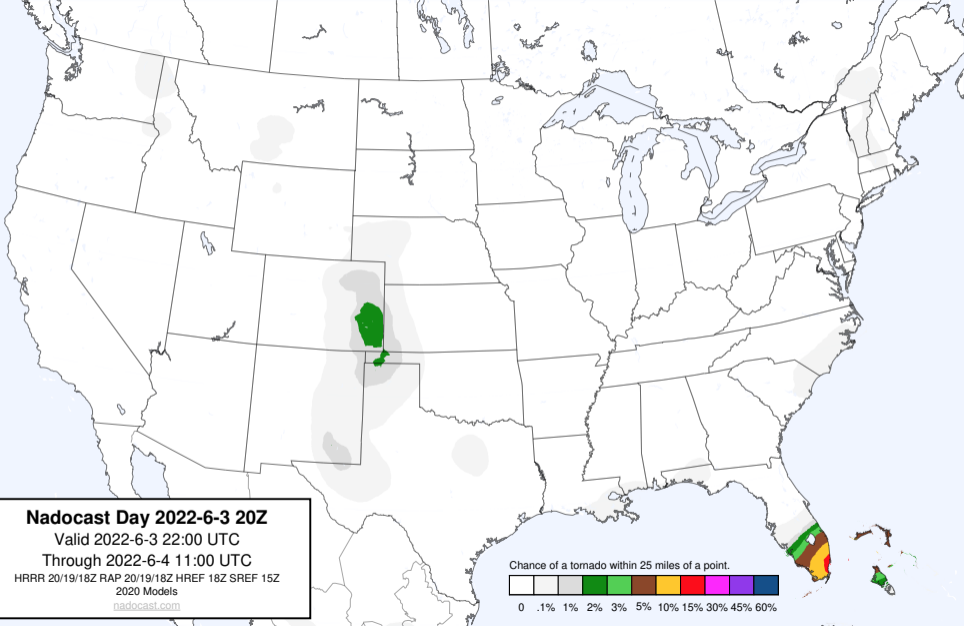 Nadocast Day 2022-6-3 20Z
Valid 2022-6-3 22:00 UTC
Through 2022-6-4 11:00 UTC
HRRR 20/19/18Z RAP 20/19/18Z HREF 18Z SREF 15Z
2020 Models
nadocast.com
Chance of a tornado within 25 miles of a point.
0 .1% 1% 2% 3% 5% 10% 15% 30% 45% 60%